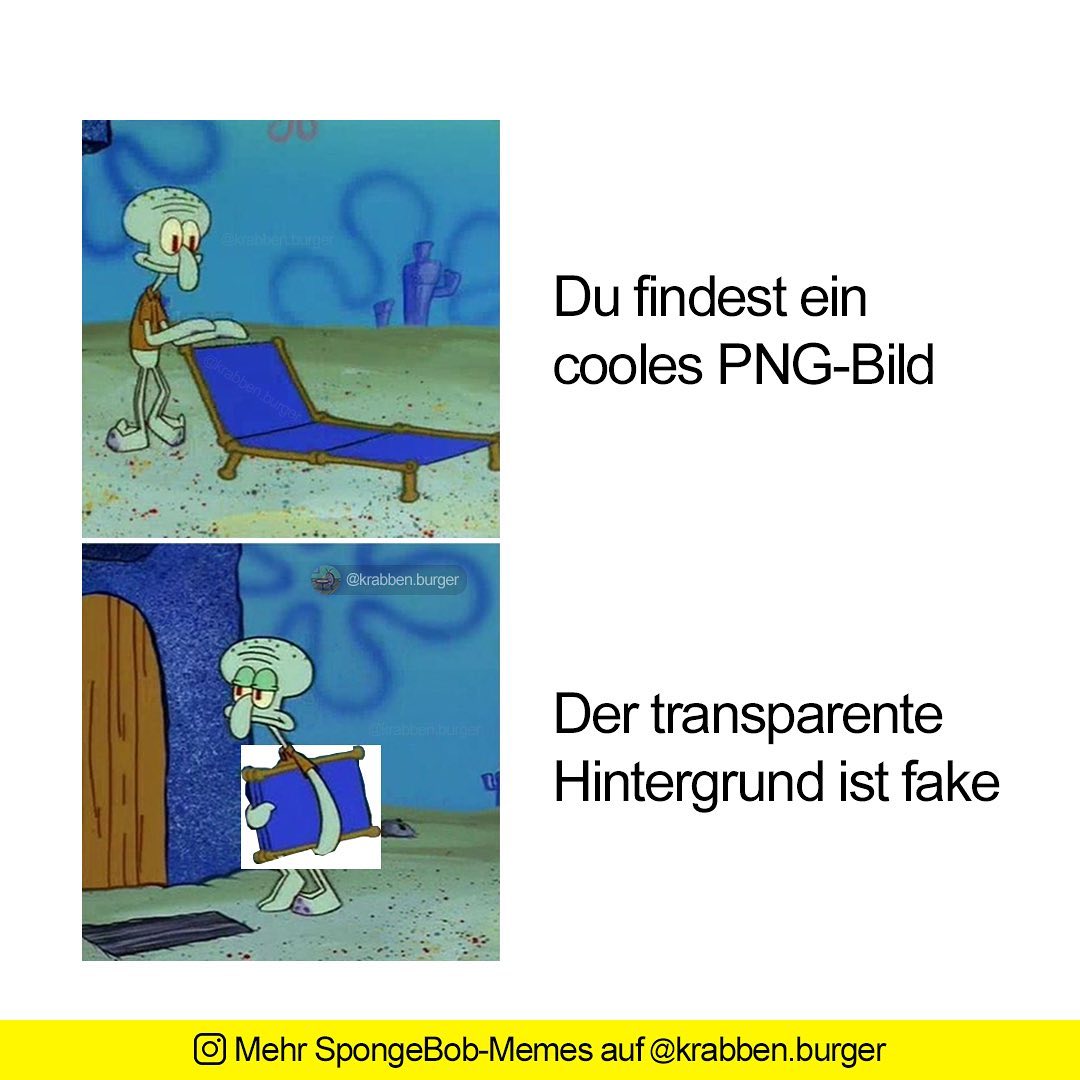 @krabben.burger
@krabben.burger
Du findest ein
cooles PNG-Bild
@krabben.burger
@krabben.burger
Der transparente
Hintergrund ist fake
Mehr SpongeBob-Memes auf @krabben.burger